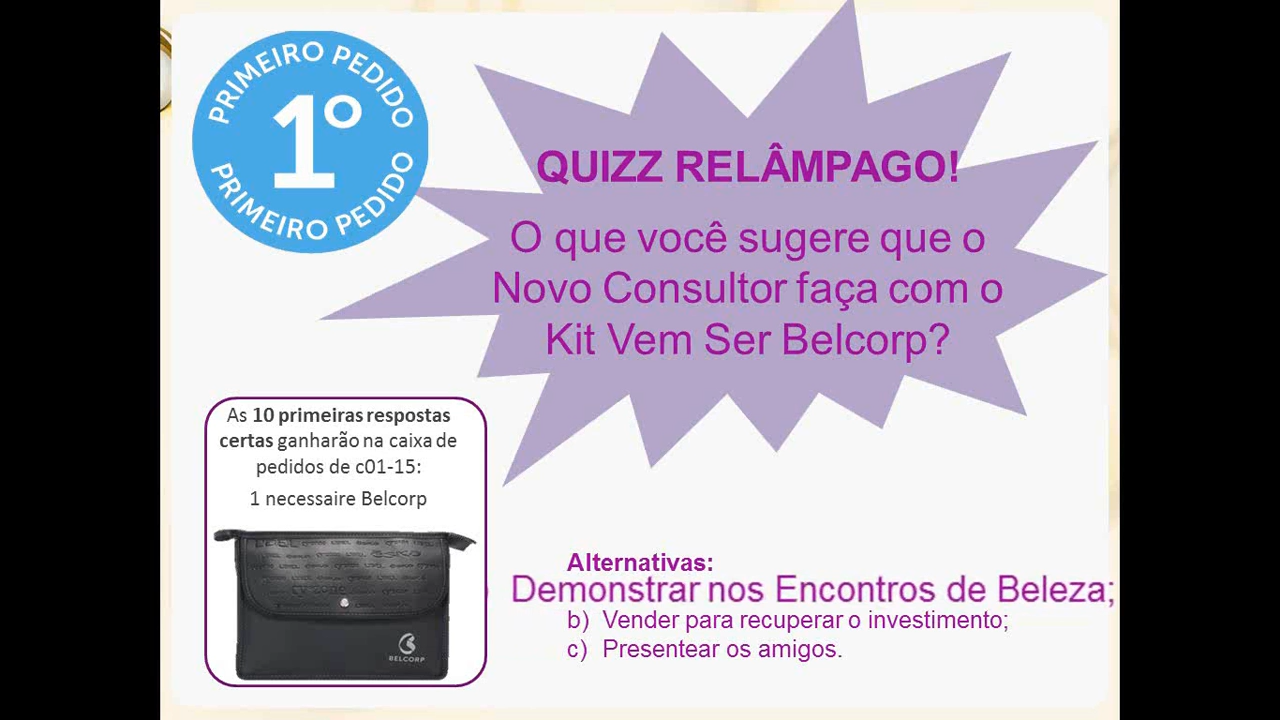 PRIMEIRO PEDIDO
1º
PRIMEIRO PEDIDO
QUIZZ RELÂMPAGO!
O que você sugere que o
Novo Consultor faça com o
Kit Vem Ser Belcorp?
As 10 primeiras respostas
certas ganharão na caixa de
pedidos de c01-15:
1 necessaire Belcorp
BELCORP
Alternativas:
) Demonstrar nos Encontros de Beleza;
b) Vender para recuperar o investimento;
c) Presentear os amigos.